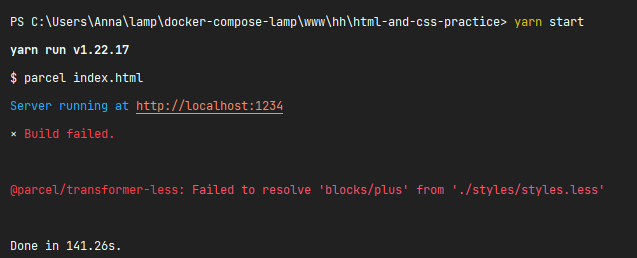 PS C:\Users\Anna\lamp\docker-compose-lamp\www\hh\html-and-css-practice> yarn start
yarn run v1.22.17
$ parcel index.html
Server running at http://localhost:1234
× Build failed.
@parcel/transformer-less: Failed to resolve 'blocks/plus' from './styles/styles.less'
Done in 141.26s.